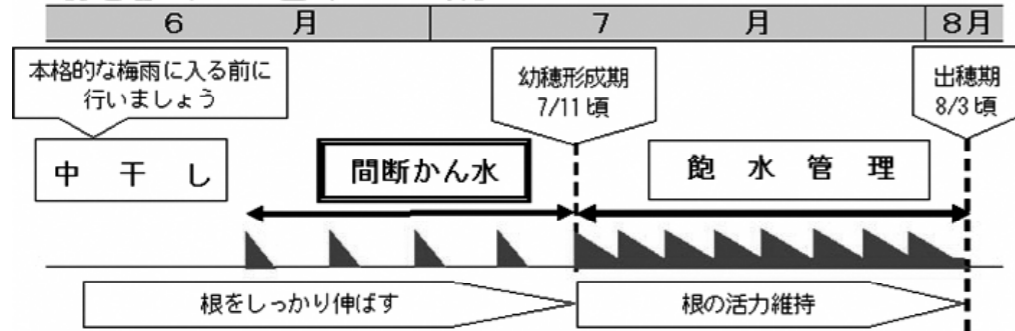 6月
7月
8月
本格的な梅雨に入る前に
行いましょう
幼穂形成期
7/11頃
出穂期
8/3頃
中干し
間断かん水
飽水管理
根をしっかり伸ばす
根の活力維持